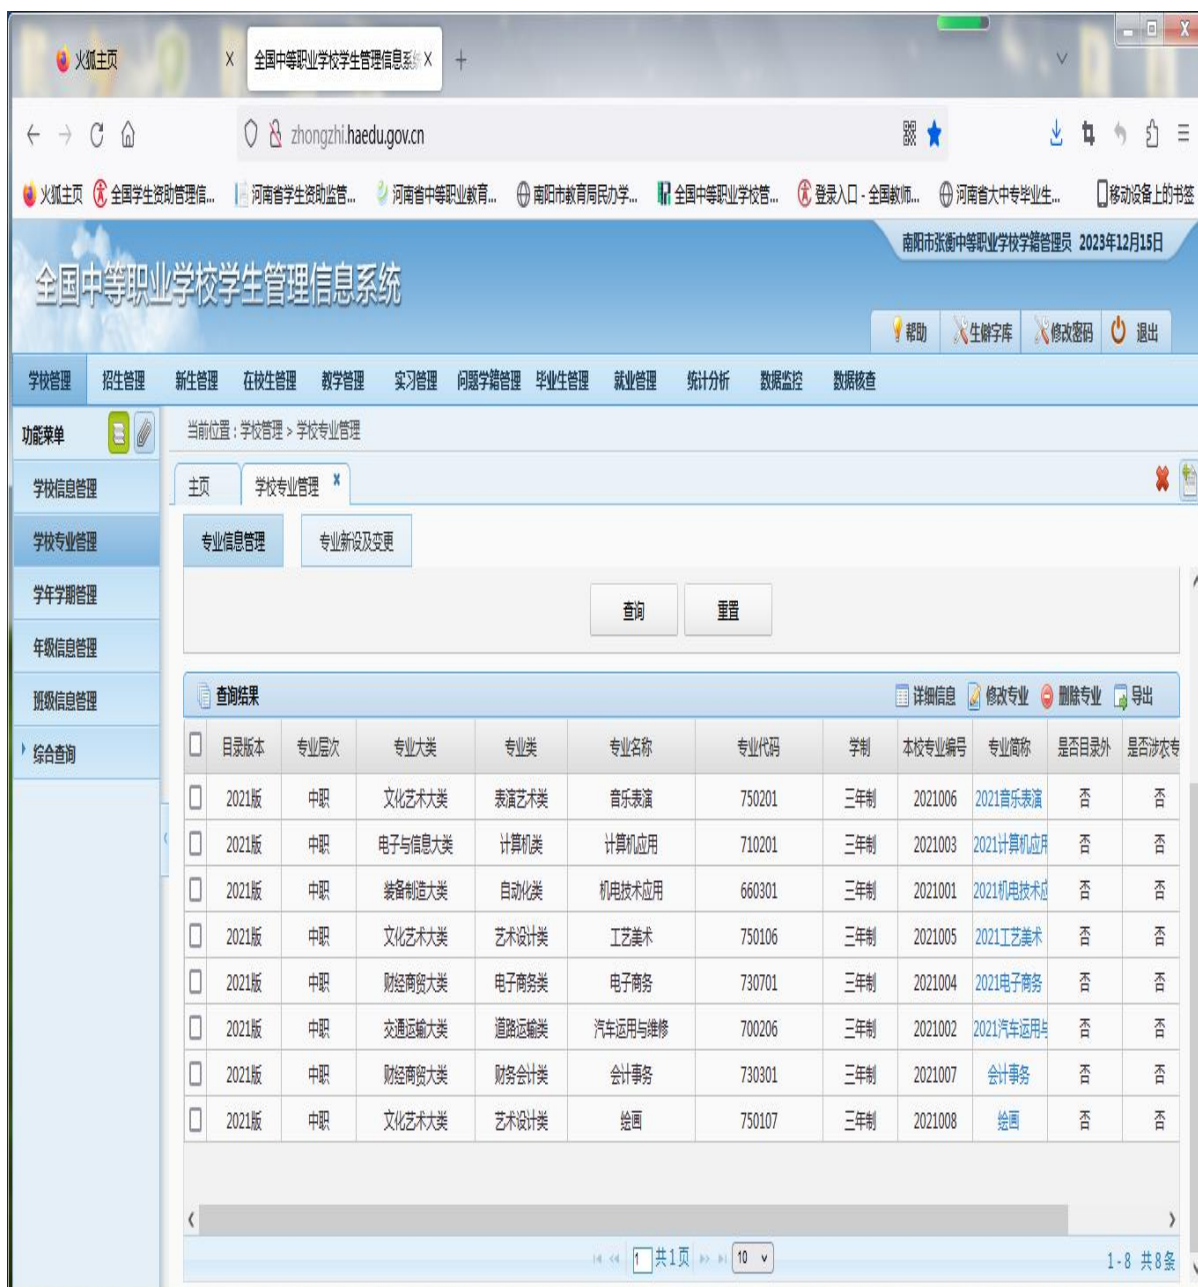 火狐主页 × 全国中等职业学校学生管理信息系统 × +
zhongzhi.haedu.gov.cn
火狐主页 全国学生资助管理信... 河南省学生资助监管... 河南省中等职业教育... 南阳市教育局民办学... 全国中等职业学校管... 登录入口 - 全国教师... 河南省大中专毕业生... 移动设备上的书签
南阳市张衡中等职业学校学籍管理员 2023年12月15日
全国中等职业学校学生管理信息系统
帮助 生僻字库 修改密码 退出
学校管理 招生管理 新生管理 在校生管理 教学管理 实习管理 问题学籍管理 毕业生管理 就业管理 统计分析 数据监控 数据核查
功能菜单
当前位置：学校管理 > 学校专业管理
学校信息管理
学校专业管理
学年学期管理
年级信息管理
班级信息管理
综合查询
主页 学校专业管理 ×
专业信息管理 专业新设及变更
查询 重置
查询结果 详细信息 修改专业 删除专业 导出
目录版本 专业层次 专业大类 专业类 专业名称 专业代码 学制 本校专业编号 专业简称 是否目录外 是否涉农专
2021版 中职 文化艺术大类 表演艺术类 音乐表演 750201 三年制 2021006 2021音乐表演 否 否
2021版 中职 电子与信息大类 计算机类 计算机应用 710201 三年制 2021003 2021计算机应用 否 否
2021版 中职 装备制造大类 自动化类 机电技术应用 660301 三年制 2021001 2021机电技术应 否 否
2021版 中职 文化艺术大类 艺术设计类 工艺美术 750106 三年制 2021005 2021工艺美术 否 否
2021版 中职 财经商贸大类 电子商务类 电子商务 730701 三年制 2021004 2021电子商务 否 否
2021版 中职 交通运输大类 道路运输类 汽车运用与维修 700206 三年制 2021002 2021汽车运用与 否 否
2021版 中职 财经商贸大类 财务会计类 会计事务 730301 三年制 2021007 会计事务 否 否
2021版 中职 文化艺术大类 艺术设计类 绘画 750107 三年制 2021008 绘画 否 否
1 共1页 10
1 - 8 共8条